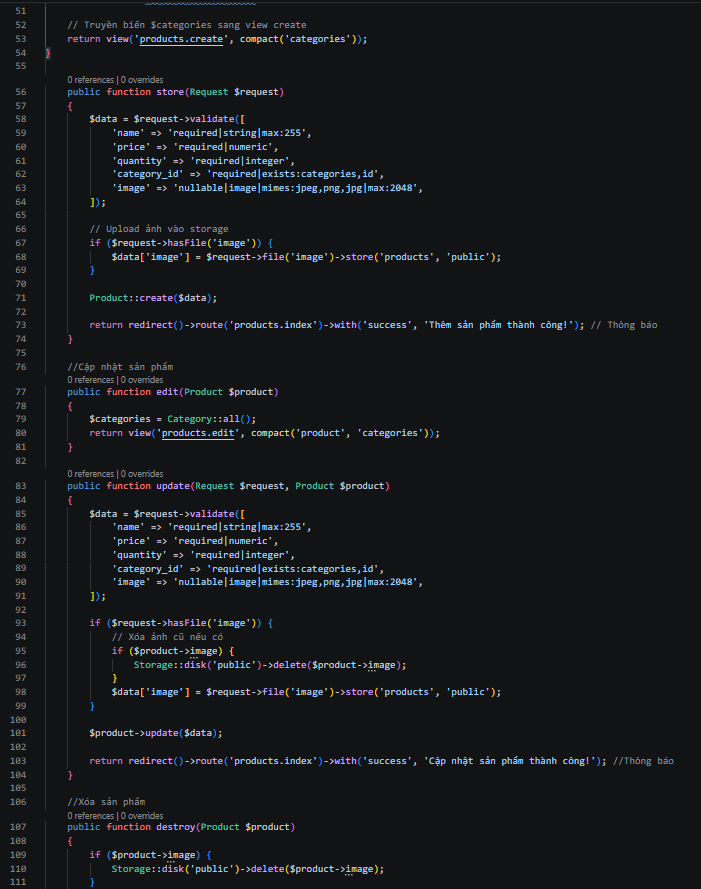 51
52 // Truyền biến $categories sang view create
53 return view('products.create', compact('categories'));
54 }
55
0 references | 0 overrides
56 public function store(Request $request)
57 {
58 $data = $request->validate([
59 'name' => 'required|string|max:255',
60 'price' => 'required|numeric',
61 'quantity' => 'required|integer',
62 'category_id' => 'required|exists:categories,id',
63 'image' => 'nullable|image|mimes:jpeg,png,jpg|max:2048',
64 ]);
65
66 // Upload ảnh vào storage
67 if ($request->hasFile('image')) {
68 $data['image'] = $request->file('image')->store('products', 'public');
69 }
70
71 Product::create($data);
72
73 return redirect()->route('products.index')->with('success', 'Thêm sản phẩm thành công!'); // Thông báo
74 }
75
76 //Cập nhật sản phẩm
0 references | 0 overrides
77 public function edit(Product $product)
78 {
79 $categories = Category::all();
80 return view('products.edit', compact('product', 'categories'));
81 }
82
0 references | 0 overrides
83 public function update(Request $request, Product $product)
84 {
85 $data = $request->validate([
86 'name' => 'required|string|max:255',
87 'price' => 'required|numeric',
88 'quantity' => 'required|integer',
89 'category_id' => 'required|exists:categories,id',
90 'image' => 'nullable|image|mimes:jpeg,png,jpg|max:2048',
91 ]);
92
93 if ($request->hasFile('image')) {
94 // Xóa ảnh cũ nếu có
95 if ($product->image) {
96 Storage::disk('public')->delete($product->image);
97 }
98 $data['image'] = $request->file('image')->store('products', 'public');
99 }
100
101 $product->update($data);
102
103 return redirect()->route('products.index')->with('success', 'Cập nhật sản phẩm thành công!'); //Thông báo
104 }
105
106 //Xóa sản phẩm
0 references | 0 overrides
107 public function destroy(Product $product)
108 {
109 if ($product->image) {
110 Storage::disk('public')->delete($product->image);
111 }